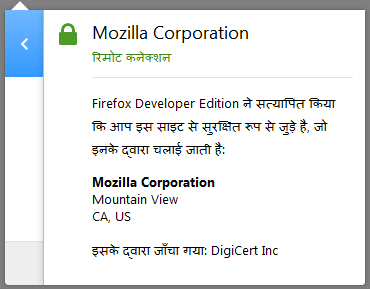 Mozilla Corporation
रिमोट कनेक्शन
Firefox Developer Edition ने सत्यापित किया
कि आप इस साइट से सुरक्षित रूप से जुड़े है, जो
इनके द्वारा चलाई जाती है:
Mozilla Corporation
Mountain View
CA, US
इसके द्वारा जाँचा गया: DigiCert Inc